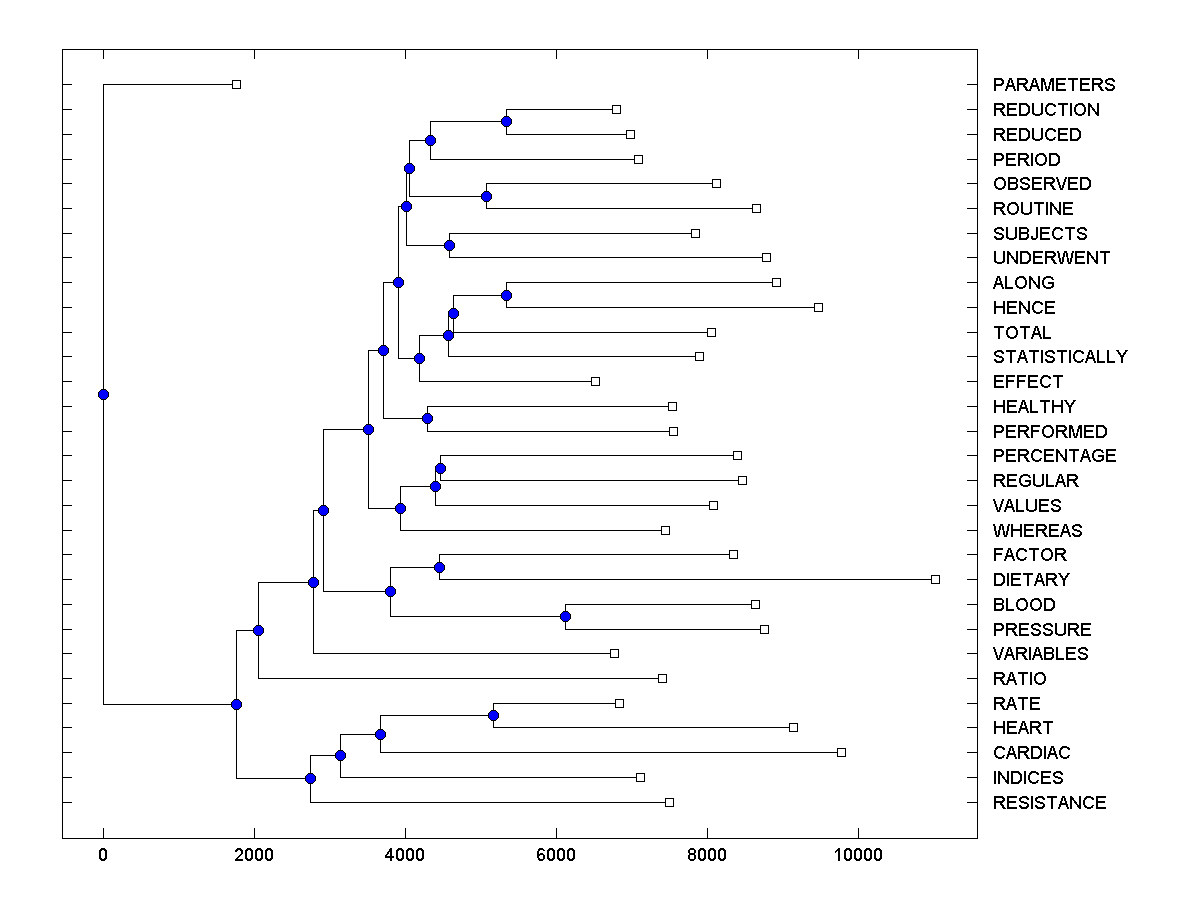 PARAMETERS
REDUCTION
REDUCED
PERIOD
OBSERVED
ROUTINE
SUBJECTS
UNDERWENT
ALONG
HENCE
TOTAL
STATISTICALLY
EFFECT
HEALTHY
PERFORMED
PERCENTAGE
REGULAR
VALUES
WHEREAS
FACTOR
DIETARY
BLOOD
PRESSURE
VARIABLES
RATIO
RATE
HEART
CARDIAC
INDICES
RESISTANCE
0 2000 4000 6000 8000 10000